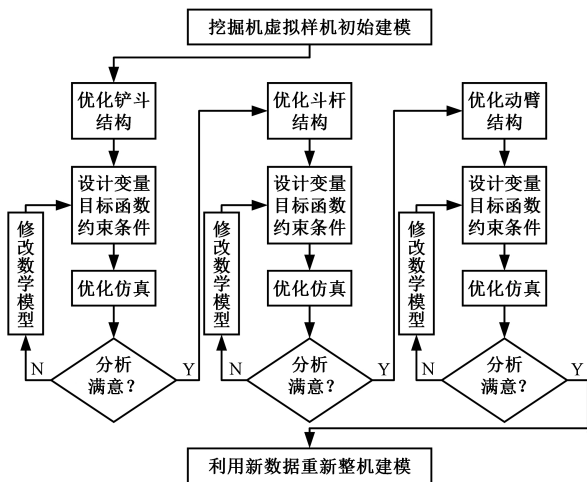 挖掘机虚拟样机初始建模
优化铲斗
结构
设计变量
目标函数
约束条件
修改数学模型
优化仿真
分析
满意？
N
Y
优化斗杆
结构
设计变量
目标函数
约束条件
修改数学模型
优化仿真
分析
满意？
N
Y
优化动臂
结构
设计变量
目标函数
约束条件
修改数学模型
优化仿真
分析
满意？
N
Y
利用新数据重新整机建模